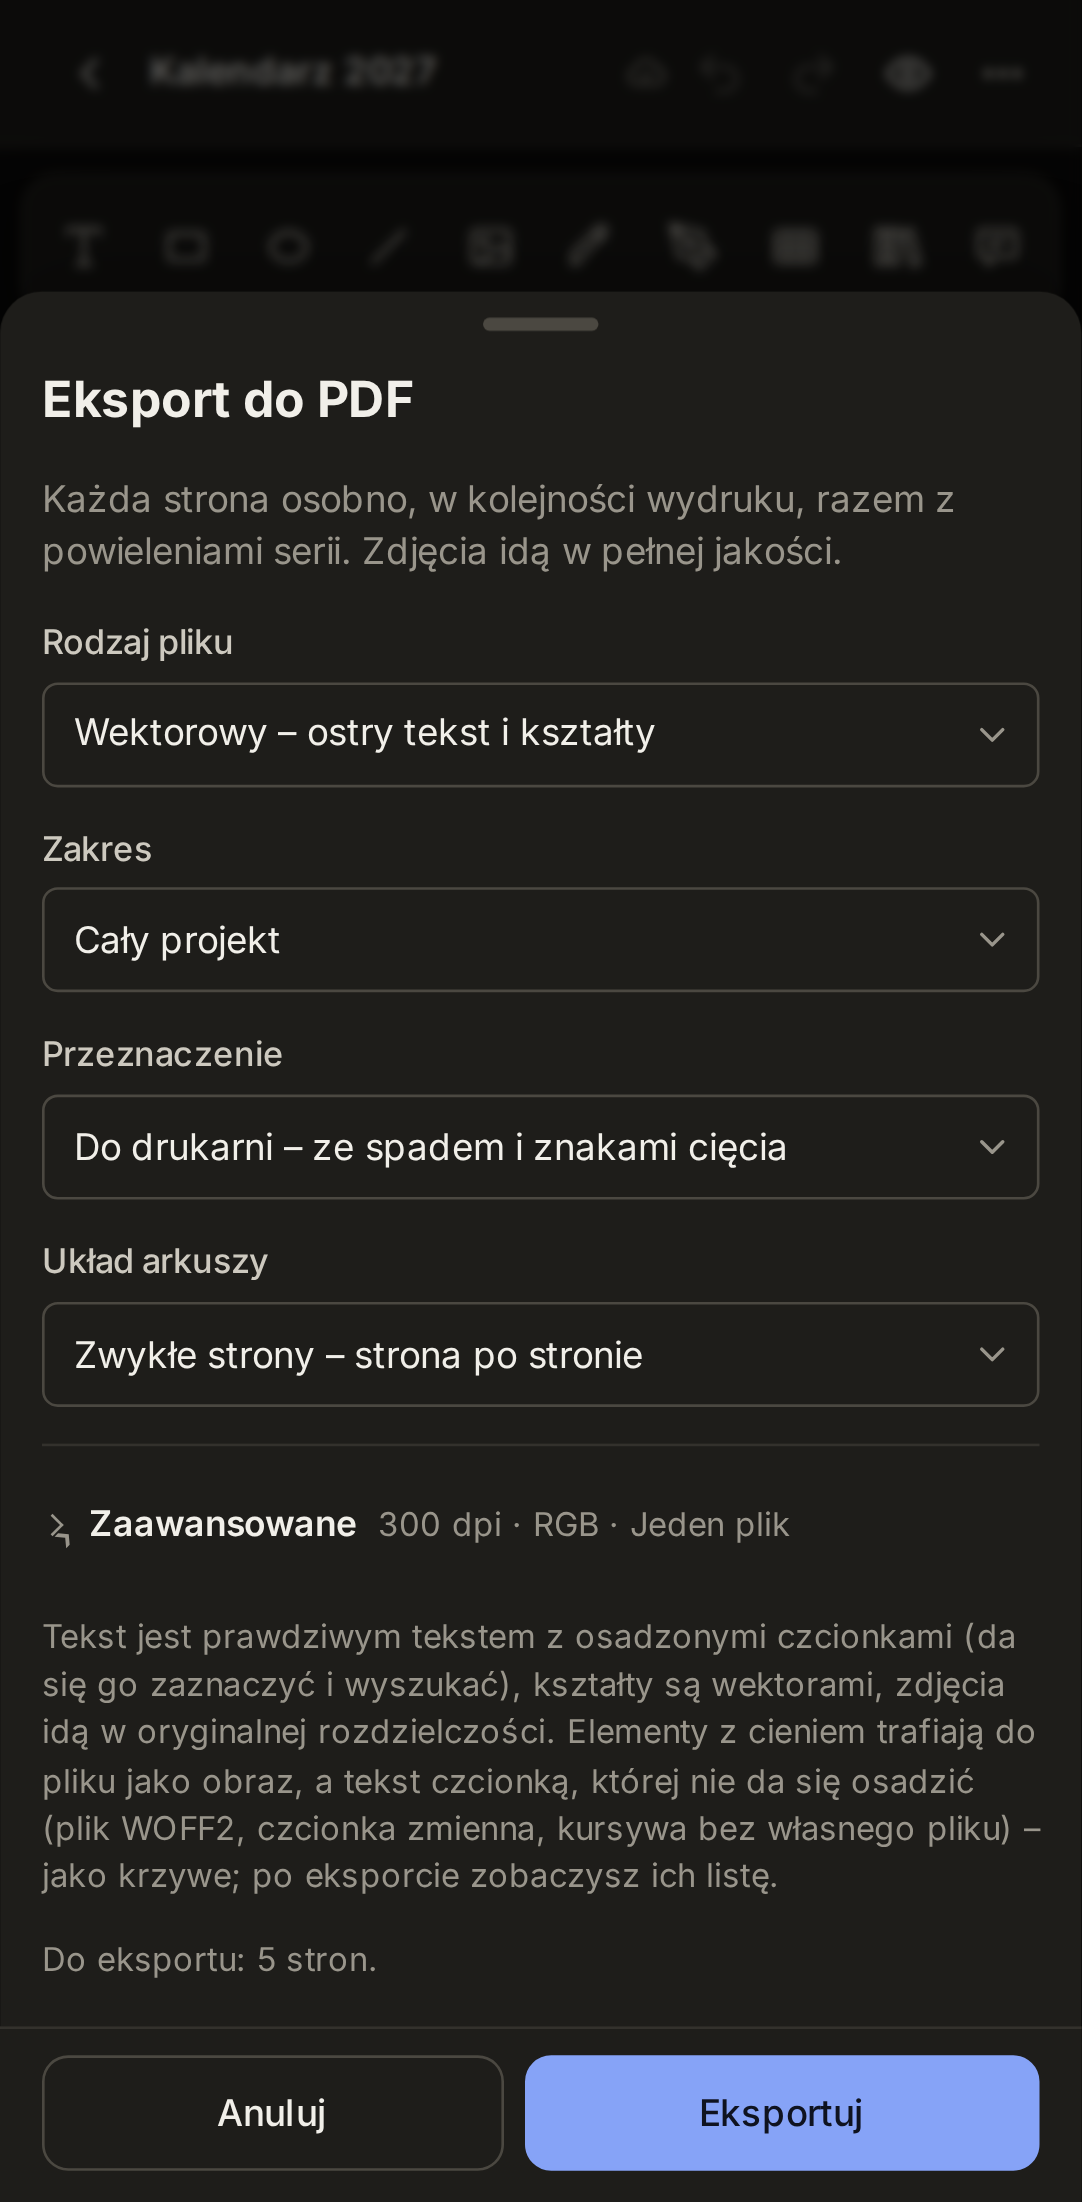 Kalendarz 2027
Eksport do PDF
Każda strona osobno, w kolejności wydruku, razem z
powieleniami serii. Zdjęcia idą w pełnej jakości.
Rodzaj pliku
Wektorowy – ostry tekst i kształty
Zakres
Cały projekt
Przeznaczenie
Do drukarni – ze spadem i znakami cięcia
Układ arkuszy
Zwykłe strony – strona po stronie
Zaawansowane 300 dpi · RGB · Jeden plik
Tekst jest prawdziwym tekstem z osadzonymi czcionkami (da
się go zaznaczyć i wyszukać), kształty są wektorami, zdjęcia
idą w oryginalnej rozdzielczości. Elementy z cieniem trafiają do
pliku jako obraz, a tekst czcionką, której nie da się osadzić
(plik WOFF2, czcionka zmienna, kursywa bez własnego pliku) –
jako krzywe; po eksporcie zobaczysz ich listę.
Do eksportu: 5 stron.
Anuluj
Eksportuj